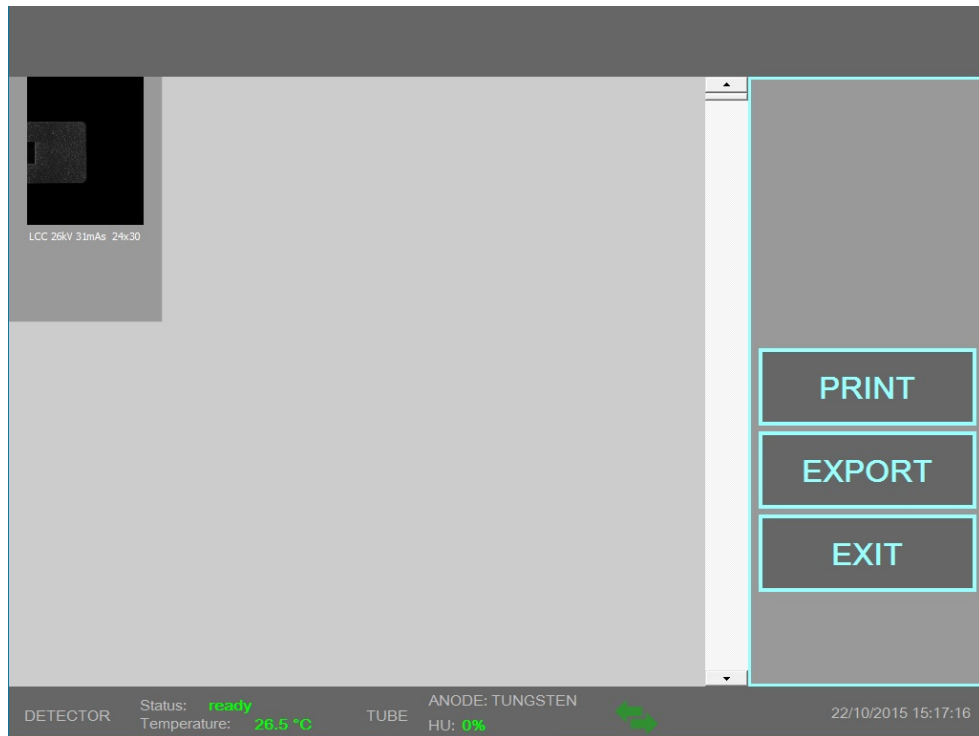 LCC 26kV 31mAs 24x30
PRINT
EXPORT
EXIT
DETECTOR
Status: ready
Temperature: 26.5 °C
TUBE
ANODE: TUNGSTEN
HU: 0%
22/10/2015 15:17:16